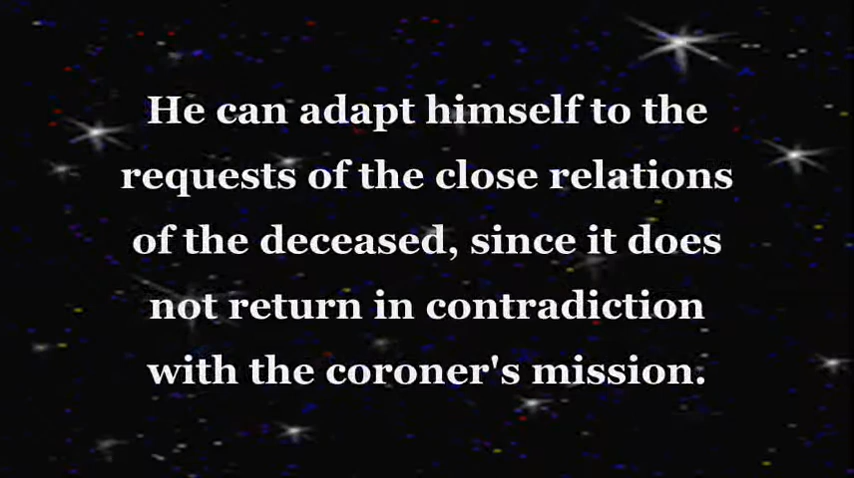 He can adapt himself to the
requests of the close relations
of the deceased, since it does
not return in contradiction
with the coroner's mission.